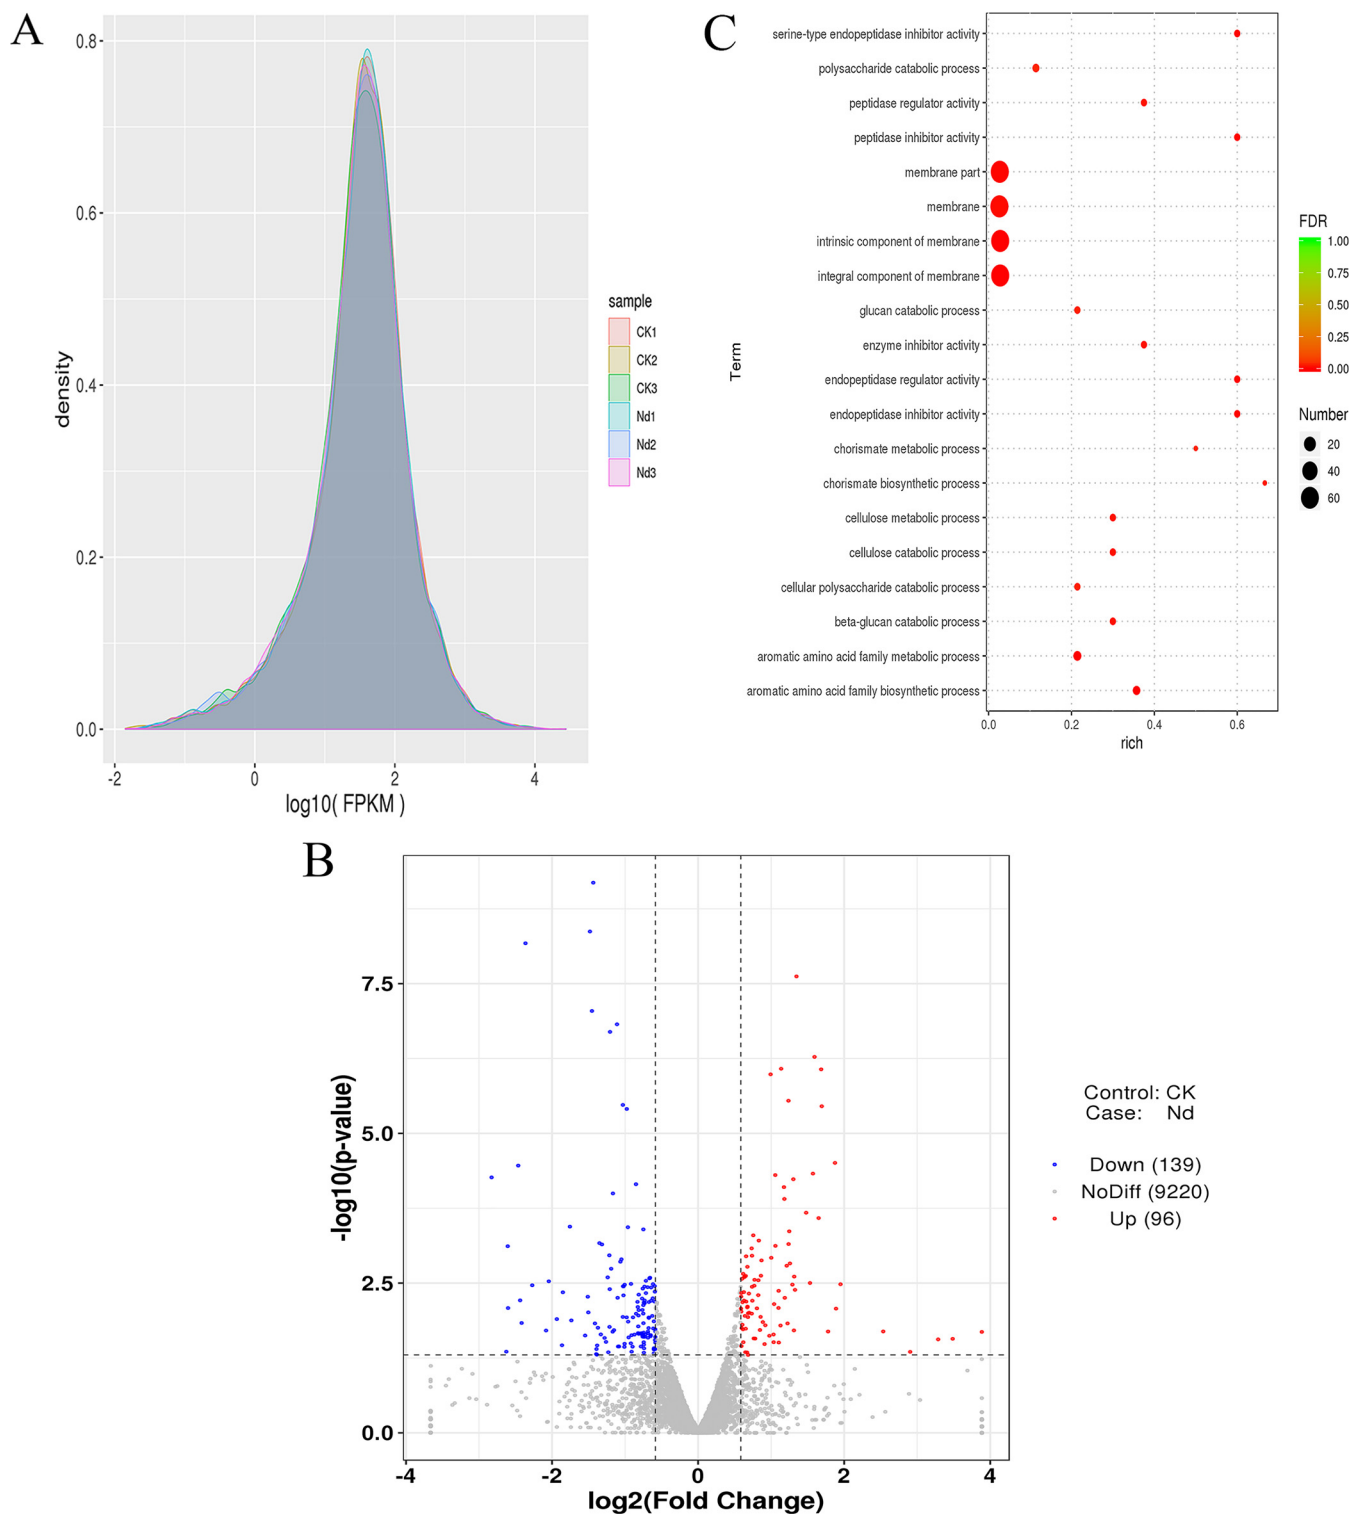 A
0.8
0.6
0.4
0.2
0.0
density
-2
0
2
4
log10( FPKM )
sample
CK1
CK2
CK3
Nd1
Nd2
Nd3
C
serine-type endopeptidase inhibitor activity
polysaccharide catabolic process
peptidase regulator activity
peptidase inhibitor activity
membrane part
membrane
intrinsic component of membrane
integral component of membrane
glucan catabolic process
enzyme inhibitor activity
endopeptidase regulator activity
endopeptidase inhibitor activity
chorismate metabolic process
chorismate biosynthetic process
cellulose metabolic process
cellulose catabolic process
cellular polysaccharide catabolic process
beta-glucan catabolic process
aromatic amino acid family metabolic process
aromatic amino acid family biosynthetic process
Term
0.0
0.2
0.4
0.6
rich
FDR
1.00
0.75
0.50
0.25
0.00
Number
20
40
60
B
7.5
5.0
2.5
0.0
-log10(p-value)
-4
-2
0
2
4
log2(Fold Change)
Control: CK
Case: Nd
Down (139)
NoDiff (9220)
Up (96)